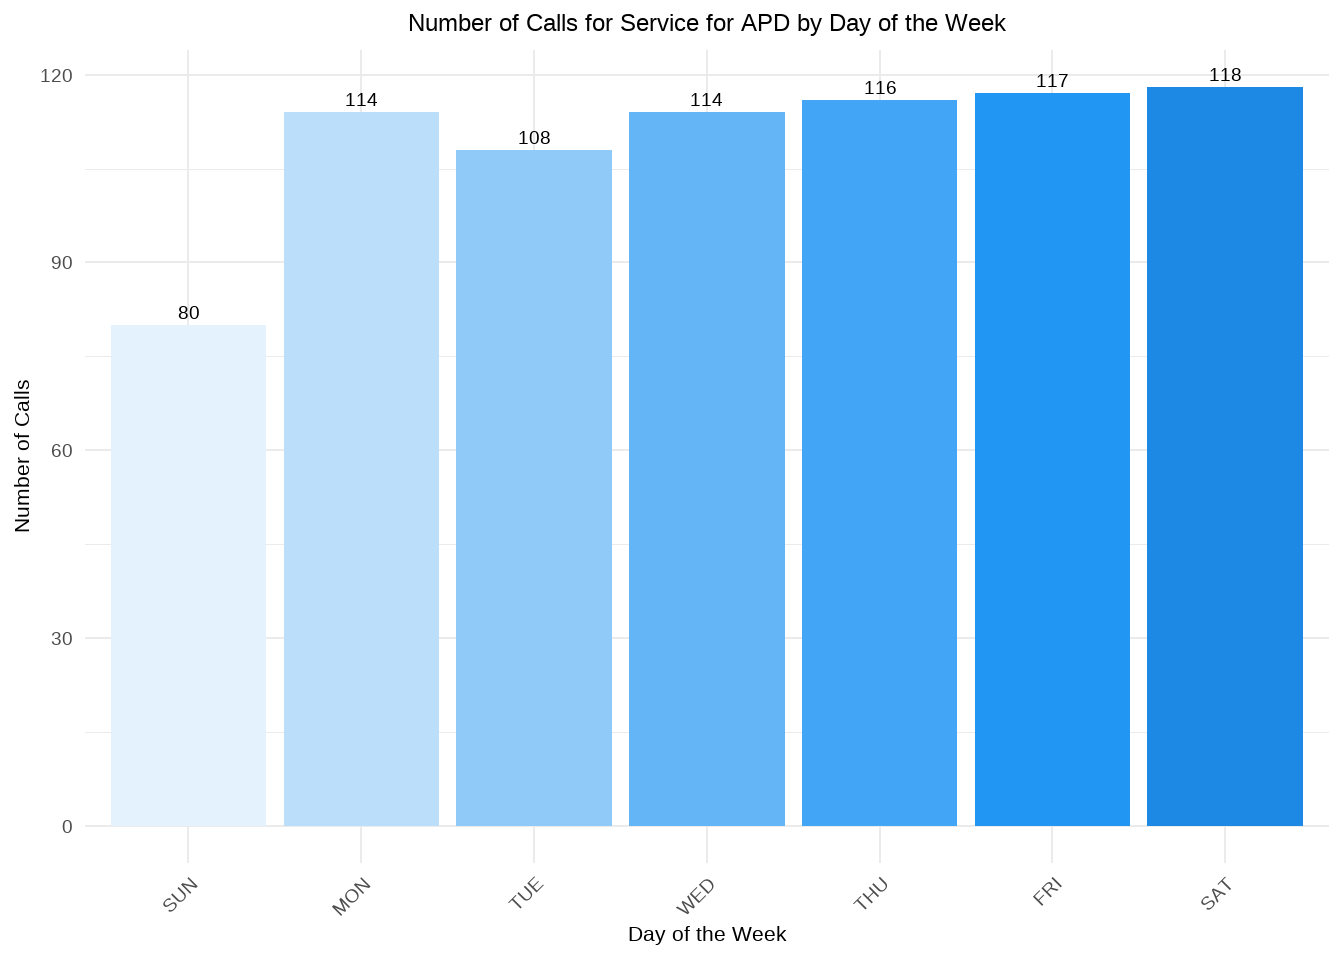 Number of Calls for Service for APD by Day of the Week
Number of Calls
120
90
60
30
0
80
114
108
114
116
117
118
SUN
MON
TUE
WED
THU
FRI
SAT
Day of the Week